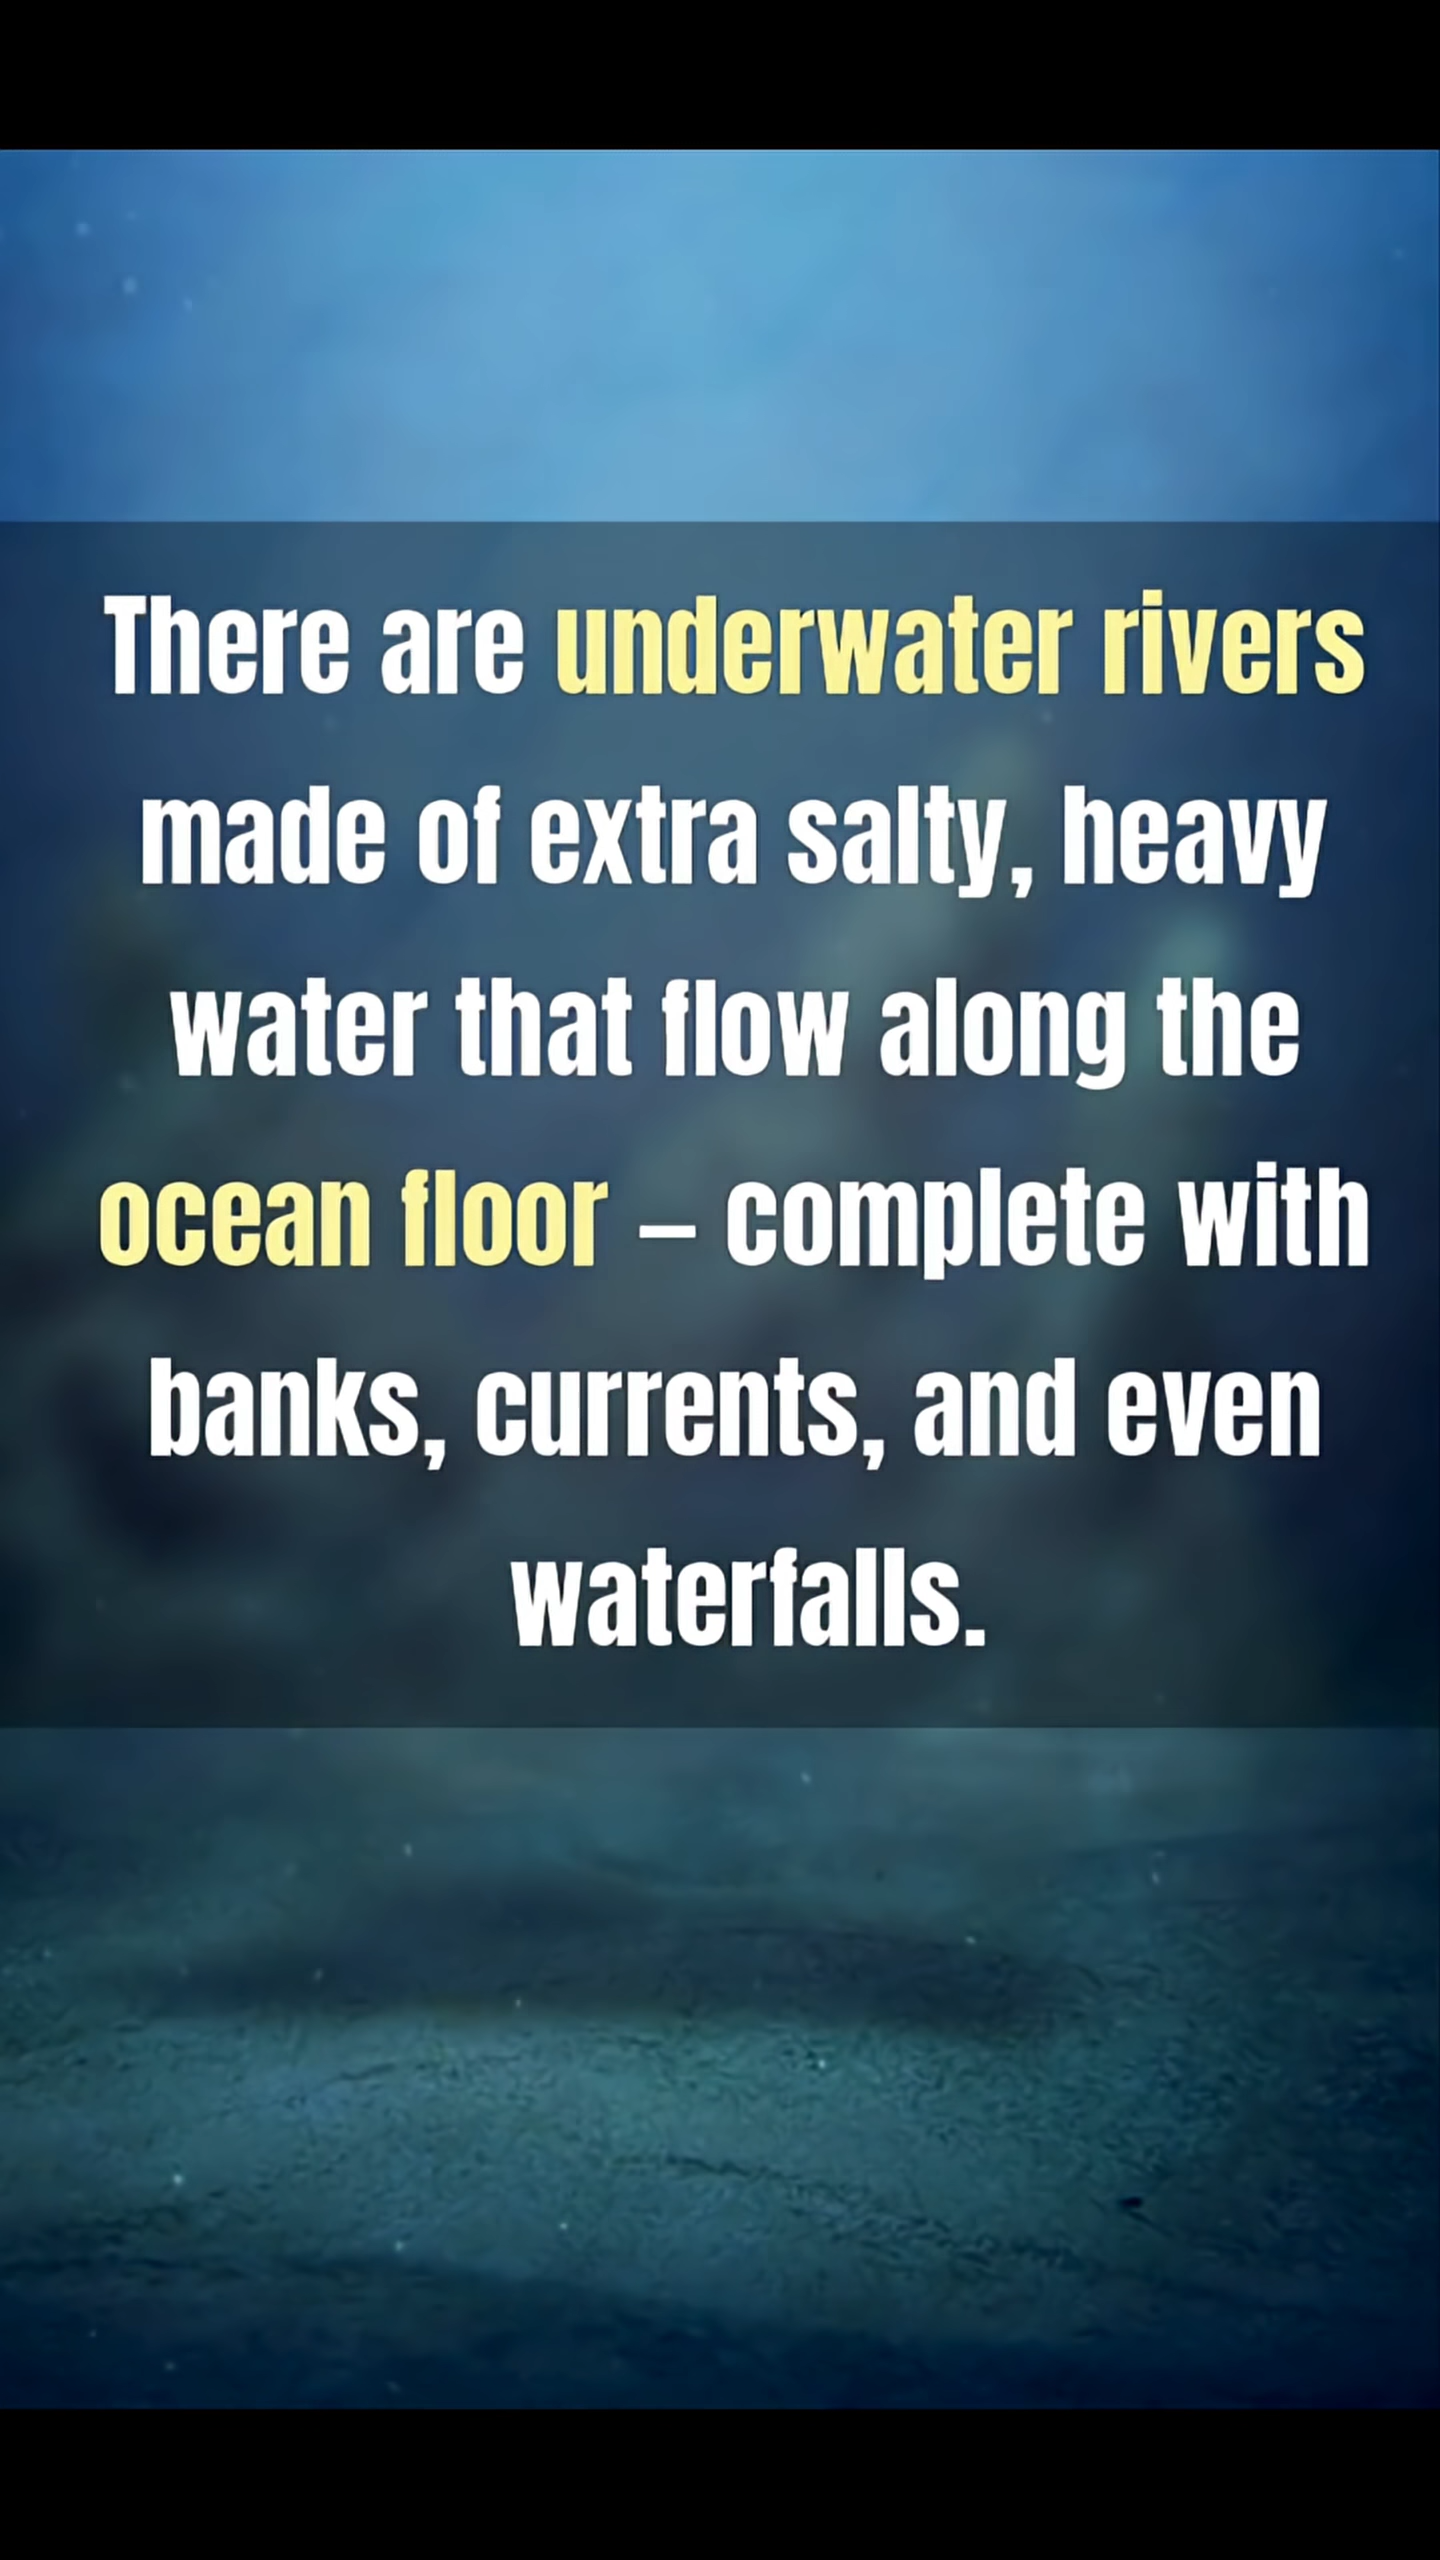 There are underwater rivers
made of extra salty, heavy
water that flow along the
ocean floor – complete with
banks, currents, and even
waterfalls.